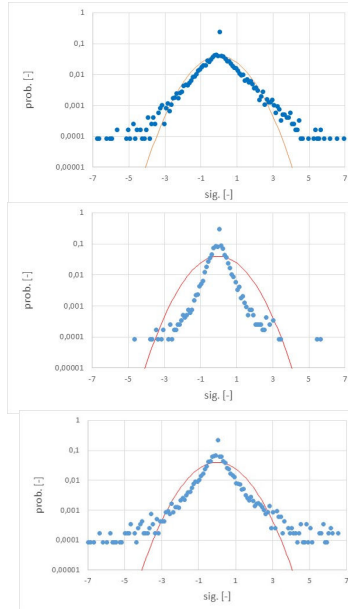 1
0,1
0,01
0,001
0,0001
0,00001
prob. [-]
-7 -5 -3 -1 1 3 5 7
sig. [-]
1
0,1
0,01
0,001
0,0001
0,00001
prob. [-]
-7 -5 -3 -1 1 3 5 7
sig. [-]
1
0,1
0,01
0,001
0,0001
0,00001
prob. [-]
-7 -5 -3 -1 1 3 5 7
sig. [-]